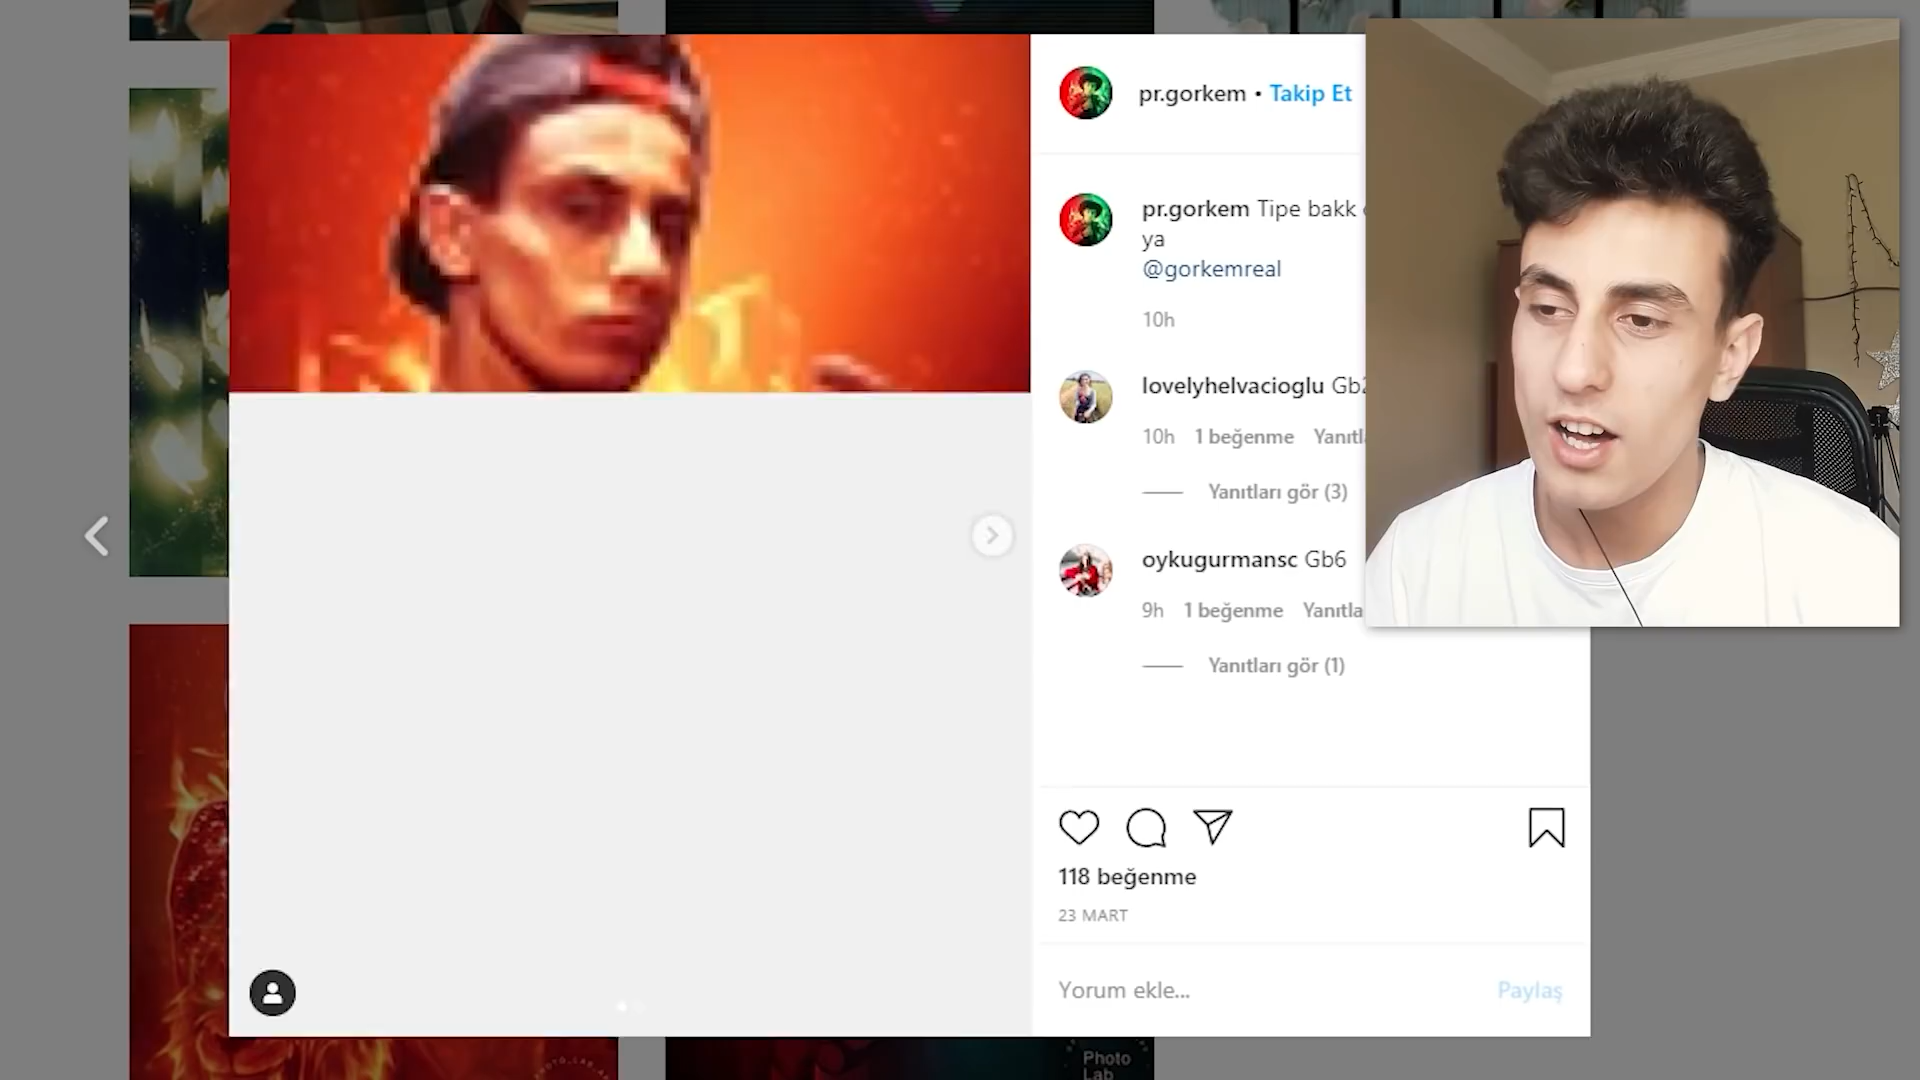 pr.gorkem • Takip Et
pr.gorkem Tipe bakk
ya
@gorkemreal
10h
lovelyhelvacioglu
10h 1 beğenme Yanıtl
Yanıtları gör (3)
oykugurmansc Gb6
9h 1 beğenme Yanıtla
Yanıtları gör (1)
118 beğenme
23 MART
Yorum ekle...
Paylaş
Photo
Lab